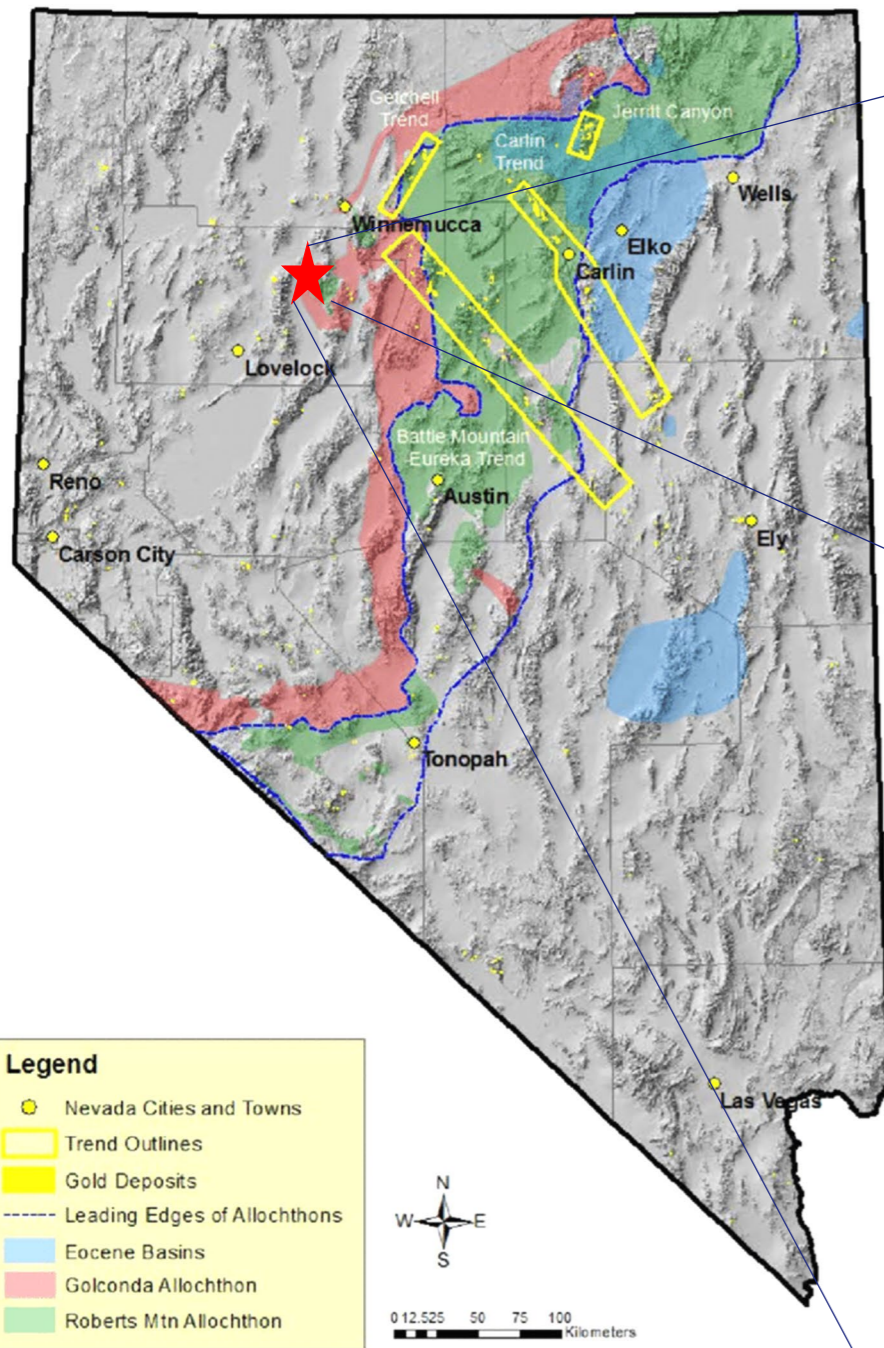 Getchell
Trend
Jerritt Canyon
Carlin
Trend
Wells
Winnemucca
Elko
Carlin
Lovelock
Battle Mountain
Eureka Trend
Reno
Austin
Ely
Carson City
Tonopah
Las Vegas
Legend
Nevada Cities and Towns
Trend Outlines
Gold Deposits
Leading Edges of Allochthons
Eocene Basins
Golconda Allochthon
Roberts Mtn Allochthon
N
W E
S
0 12.525 50 75 100
Kilometers